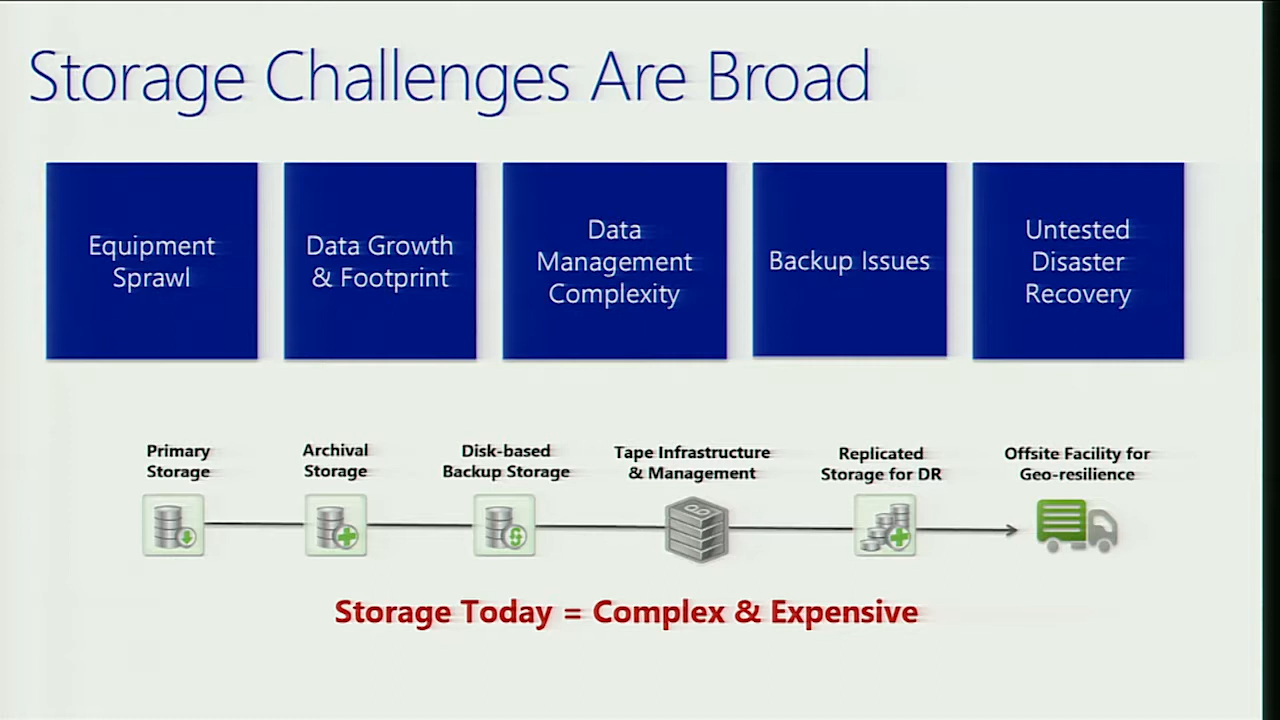 Storage Challenges Are Broad
Equipment
Sprawl
Data Growth
& Footprint
Data
Management
Complexity
Backup Issues
Untested
Disaster
Recovery
Primary
Storage
Archival
Storage
Disk-based
Backup Storage
Tape Infrastructure
& Management
Replicated
Storage for DR
Offsite Facility for
Geo-resilience
Storage Today = Complex & Expensive